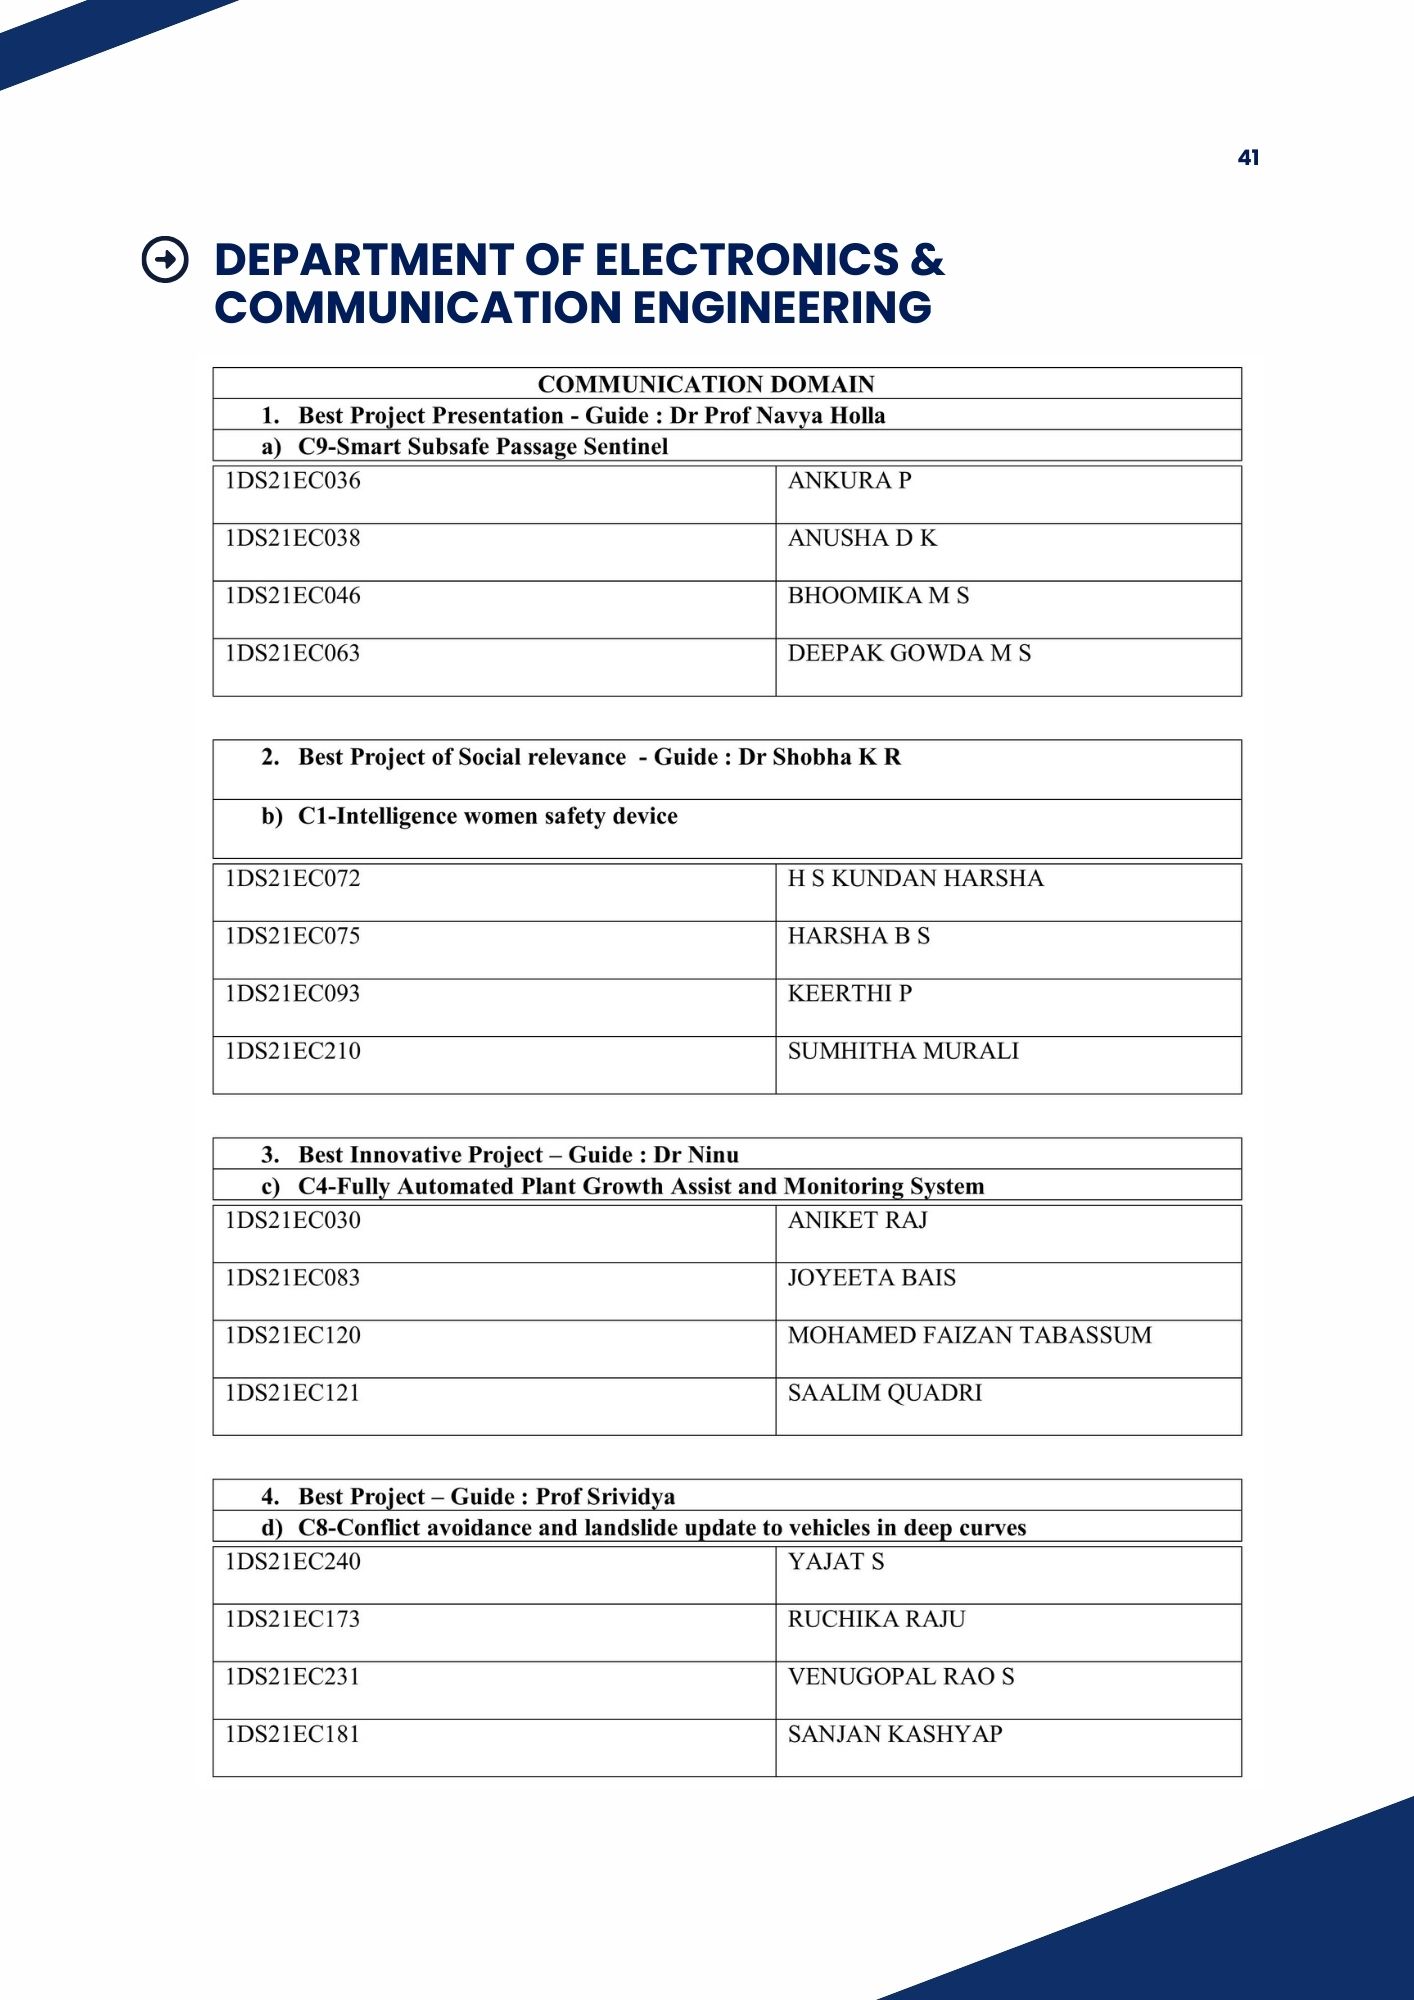 41
DEPARTMENT OF ELECTRONICS &
COMMUNICATION ENGINEERING
COMMUNICATION DOMAIN
1. Best Project Presentation - Guide : Dr Prof Navya Holla
a) C9-Smart Subsafe Passage Sentinel
1DS21EC036 ANKURA P
1DS21EC038 ANUSHA D K
1DS21EC046 BHOOMIKA M S
1DS21EC063 DEEPAK GOWDA M S
2. Best Project of Social relevance - Guide : Dr Shobha K R
b) C1-Intelligence women safety device
1DS21EC072 H S KUNDAN HARSHA
1DS21EC075 HARSHA B S
1DS21EC093 KEERTHI P
1DS21EC210 SUMHITHA MURALI
3. Best Innovative Project – Guide : Dr Ninu
c) C4-Fully Automated Plant Growth Assist and Monitoring System
1DS21EC030 ANIKET RAJ
1DS21EC083 JOYEETA BAIS
1DS21EC120 MOHAMED FAIZAN TABASSUM
1DS21EC121 SAALIM QUADRI
4. Best Project – Guide : Prof Srividya
d) C8-Conflict avoidance and landslide update to vehicles in deep curves
1DS21EC240 YAJAT S
1DS21EC173 RUCHIKA RAJU
1DS21EC231 VENUGOPAL RAO S
1DS21EC181 SANJAN KASHYAP